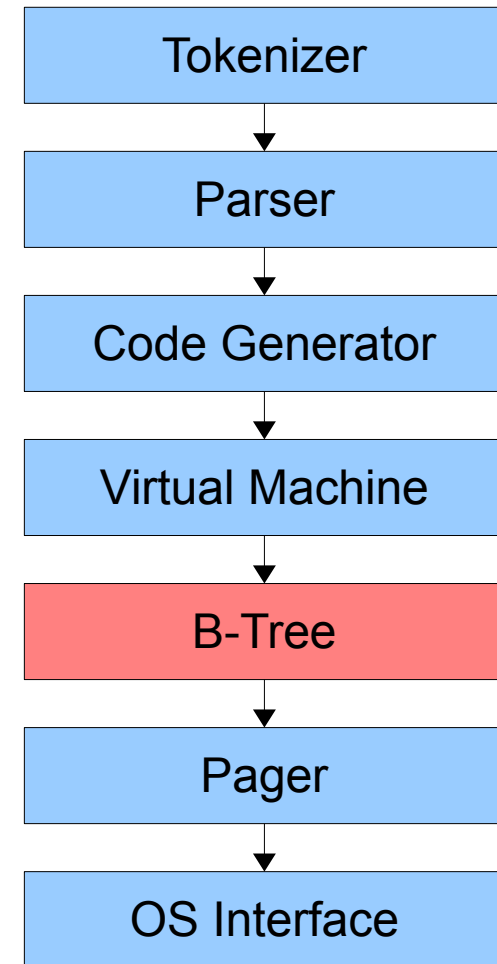 Tokenizer
Parser
Code Generator
Virtual Machine
B-Tree
Pager
OS Interface